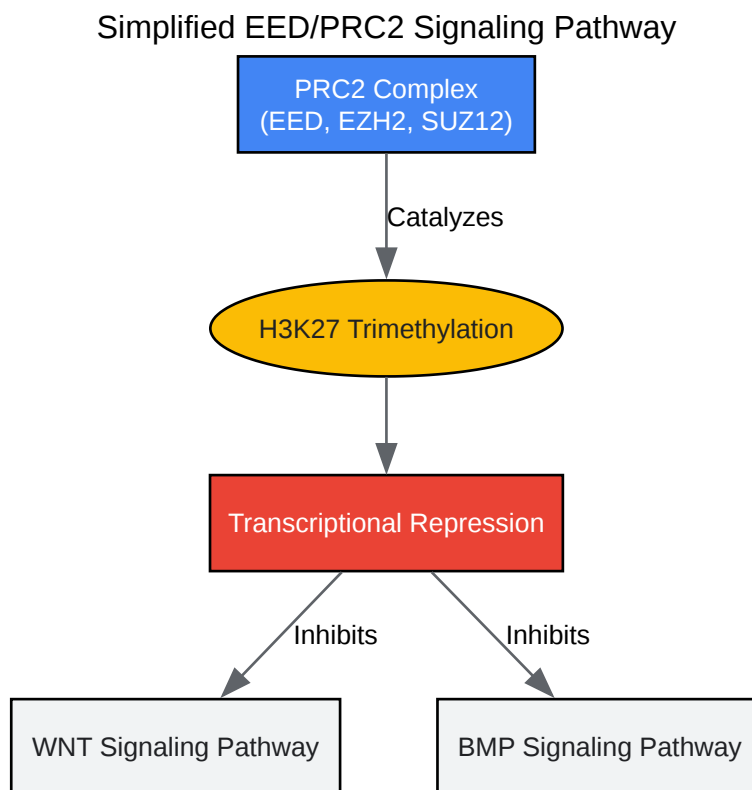 Simplified EED/PRC2 Signaling Pathway
PRC2 Complex
(EED, EZH2, SUZ12)
Catalyzes
H3K27 Trimethylation
Transcriptional Repression
Inhibits
Inhibits
WNT Signaling Pathway
BMP Signaling Pathway